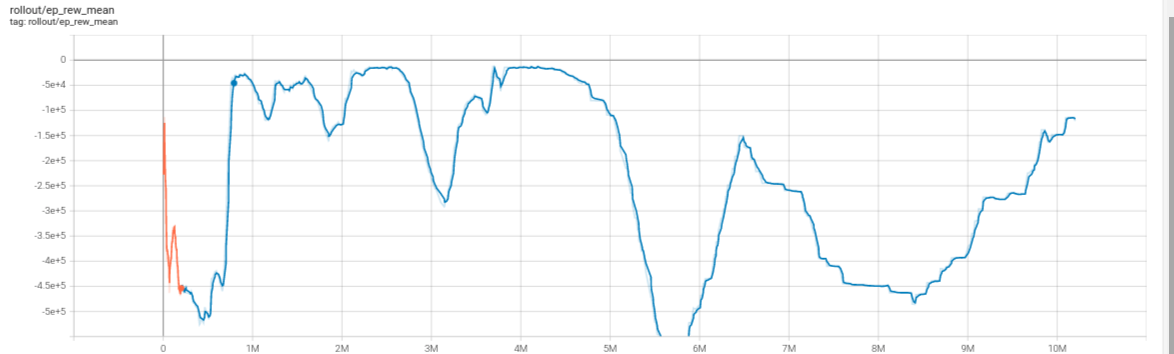 rollout/ep_rew_mean
tag: rollout/ep_rew_mean
0
-5e+4
-1e+5
-1.5e+5
-2e+5
-2.5e+5
-3e+5
-3.5e+5
-4e+5
-4.5e+5
-5e+5
0 1M 2M 3M 4M 5M 6M 7M 8M 9M 10M